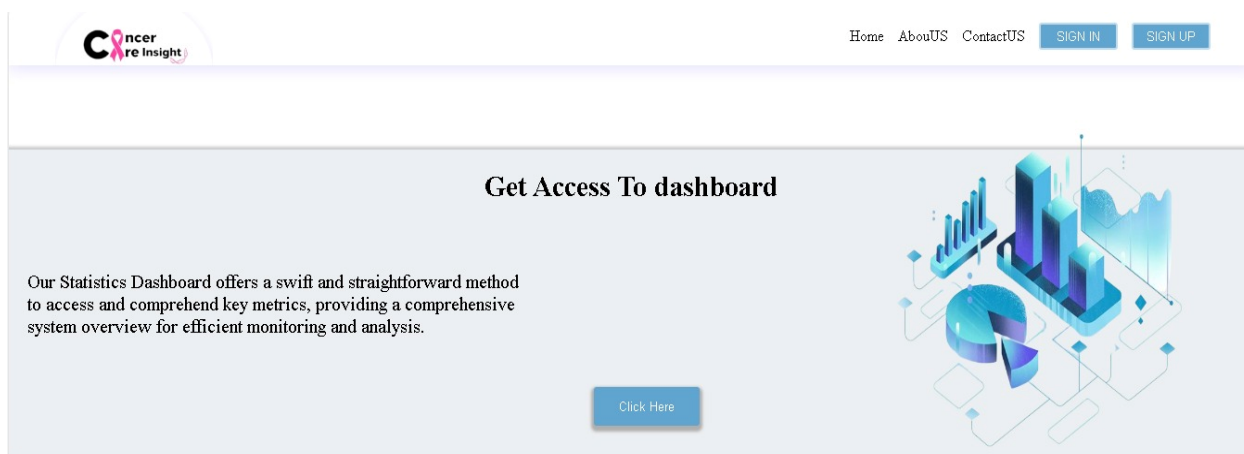 Cancer
Care Insight
Home AbouUS ContactUS SIGN IN SIGN UP
Get Access To dashboard
Our Statistics Dashboard offers a swift and straightforward method
to access and comprehend key metrics, providing a comprehensive
system overview for efficient monitoring and analysis.
Click Here